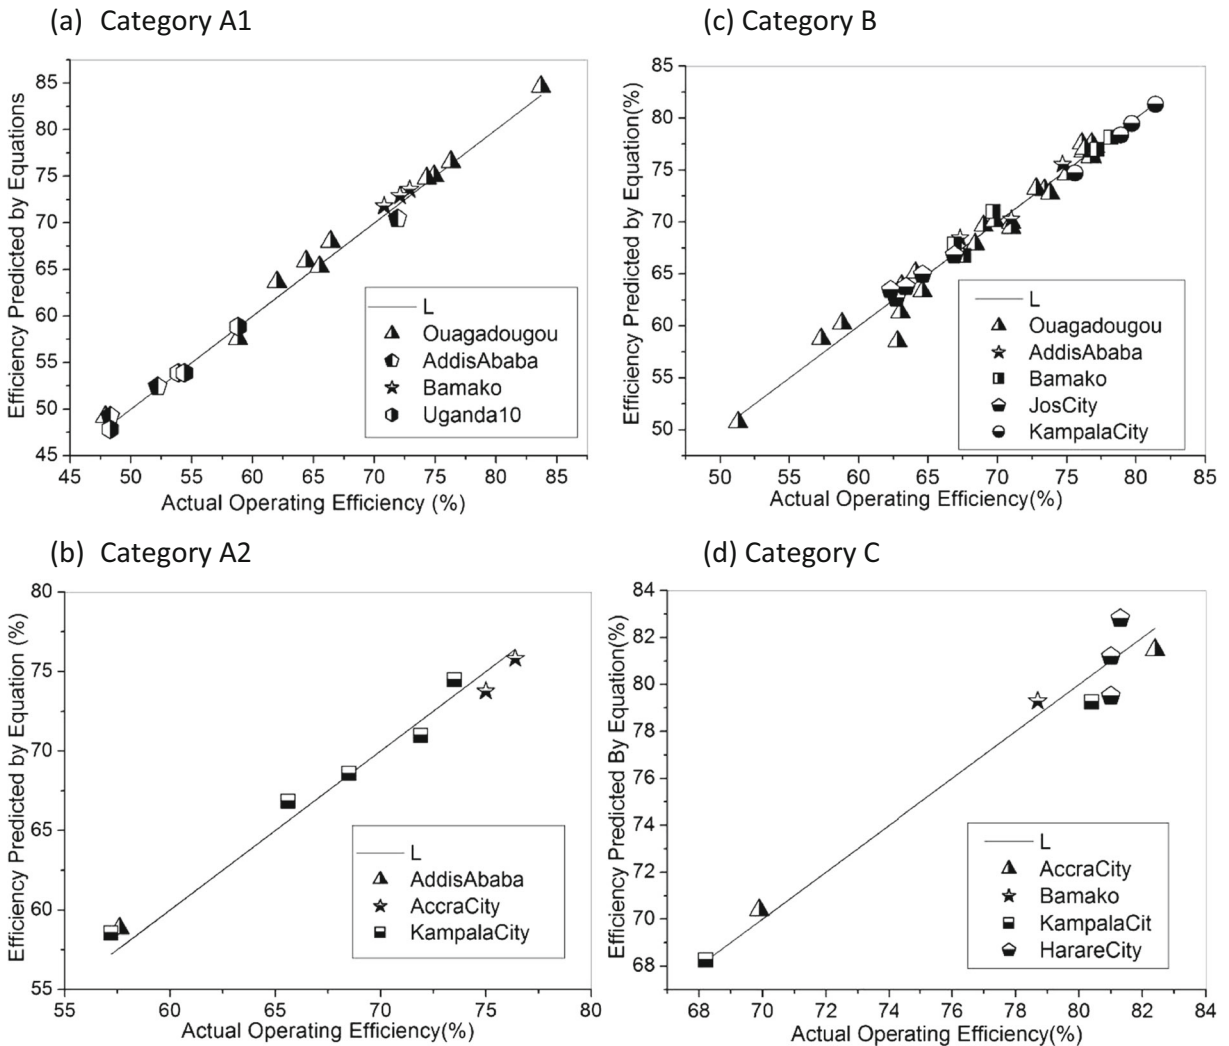 (a) Category A1
Efficiency Predicted by Equations
85
80
75
70
65
60
55
50
45
L
Ouagadougou
AddisAbaba
Bamako
Uganda10
45 50 55 60 65 70 75 80 85
Actual Operating Efficiency (%)
(c) Category B
Efficiency Predicted by Equation(%)
85
80
75
70
65
60
55
50
L
Ouagadougou
AddisAbaba
Bamako
JosCity
KampalaCity
50 55 60 65 70 75 80 85
Actual Operating Efficiency(%)
(b) Category A2
Efficiency Predicted by Equation (%)
80
75
70
65
60
55
L
AddisAbaba
AccraCity
KampalaCity
55 60 65 70 75 80
Actual Operating Efficiency(%)
(d) Category C
Efficiency Predicted By Equation(%)
84
82
80
78
76
74
72
70
68
L
AccraCity
Bamako
KampalaCit
HarareCity
68 70 72 74 76 78 80 82 84
Actual Operating Efficiency(%)